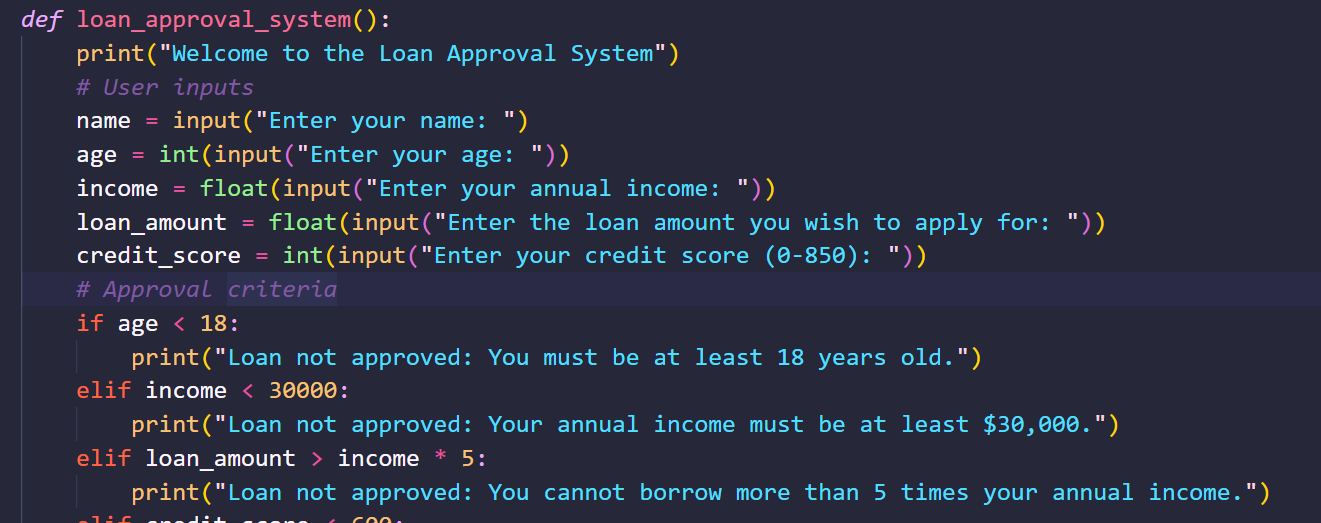 def loan_approval_system():
    print("Welcome to the Loan Approval System")
    # User inputs
    name = input("Enter your name: ")
    age = int(input("Enter your age: "))
    income = float(input("Enter your annual income: "))
    loan_amount = float(input("Enter the loan amount you wish to apply for: "))
    credit_score = int(input("Enter your credit score (0-850): "))
    # Approval criteria
    if age < 18:
        print("Loan not approved: You must be at least 18 years old.")
    elif income < 30000:
        print("Loan not approved: Your annual income must be at least $30,000.")
    elif loan_amount > income * 5:
        print("Loan not approved: You cannot borrow more than 5 times your annual income.")
    elif credit_score < 600: